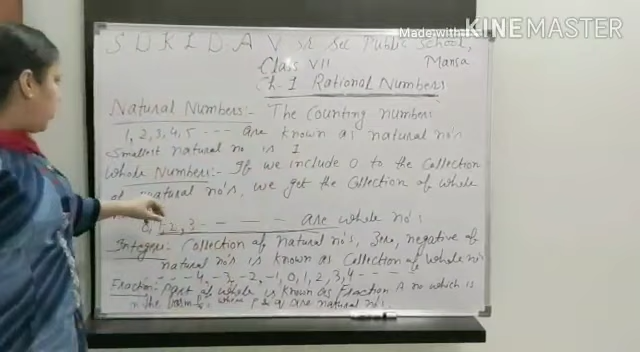 Made with KINEMASTER
S D K L D.A.V Sr Sec Public School,
Class VII Mansa
Ch-1 Rational Numbers
Natural Numbers:- The Counting numbers
1, 2, 3, 4, 5 --- are known as natural no's
Smallest natural no is 1
Whole Numbers:- If we include 0 to the Collection
of natural no's, we get the Collection of Whole
0, 1, 2, 3 - - - - - are whole no's
Integers:- Collection of natural no's, Zero, negative of
natural no's is known as Collection of Whole no's
-4, -3, -2, -1, 0, 1, 2, 3, 4 - - - -
Fraction:- Part of whole is known as Fraction A no which is
in the form p/q where p & q are natural no's.